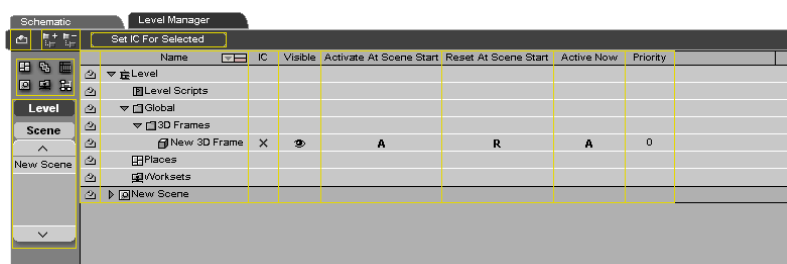 Schematic Level Manager
Set IC For Selected
Name IC Visible Activate At Scene Start Reset At Scene Start Active Now Priority
Level
Level Scripts
Level
Global
Scene
3D Frames
New 3D Frame X A R A 0
New Scene
Places
Worksets
New Scene